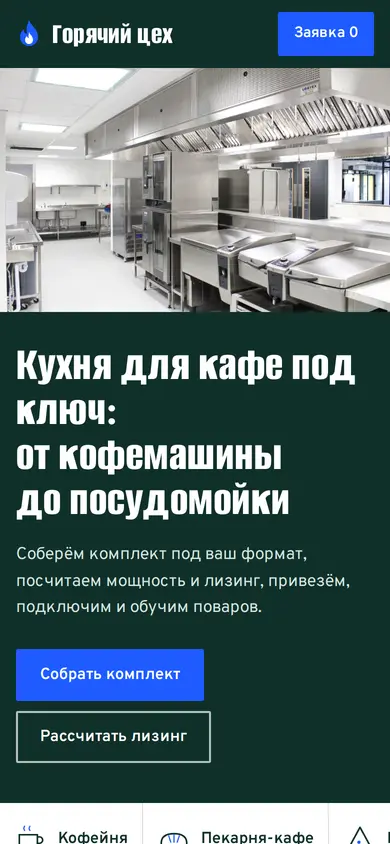 Горячий цех
Заявка 0
Кухня для кафе под
ключ:
от кофемашины
до посудомойки
Соберём комплект под ваш формат,
посчитаем мощность и лизинг, привезём,
подключим и обучим поваров.
Собрать комплект
Рассчитать лизинг
Кофейня
Пекарня-кафе